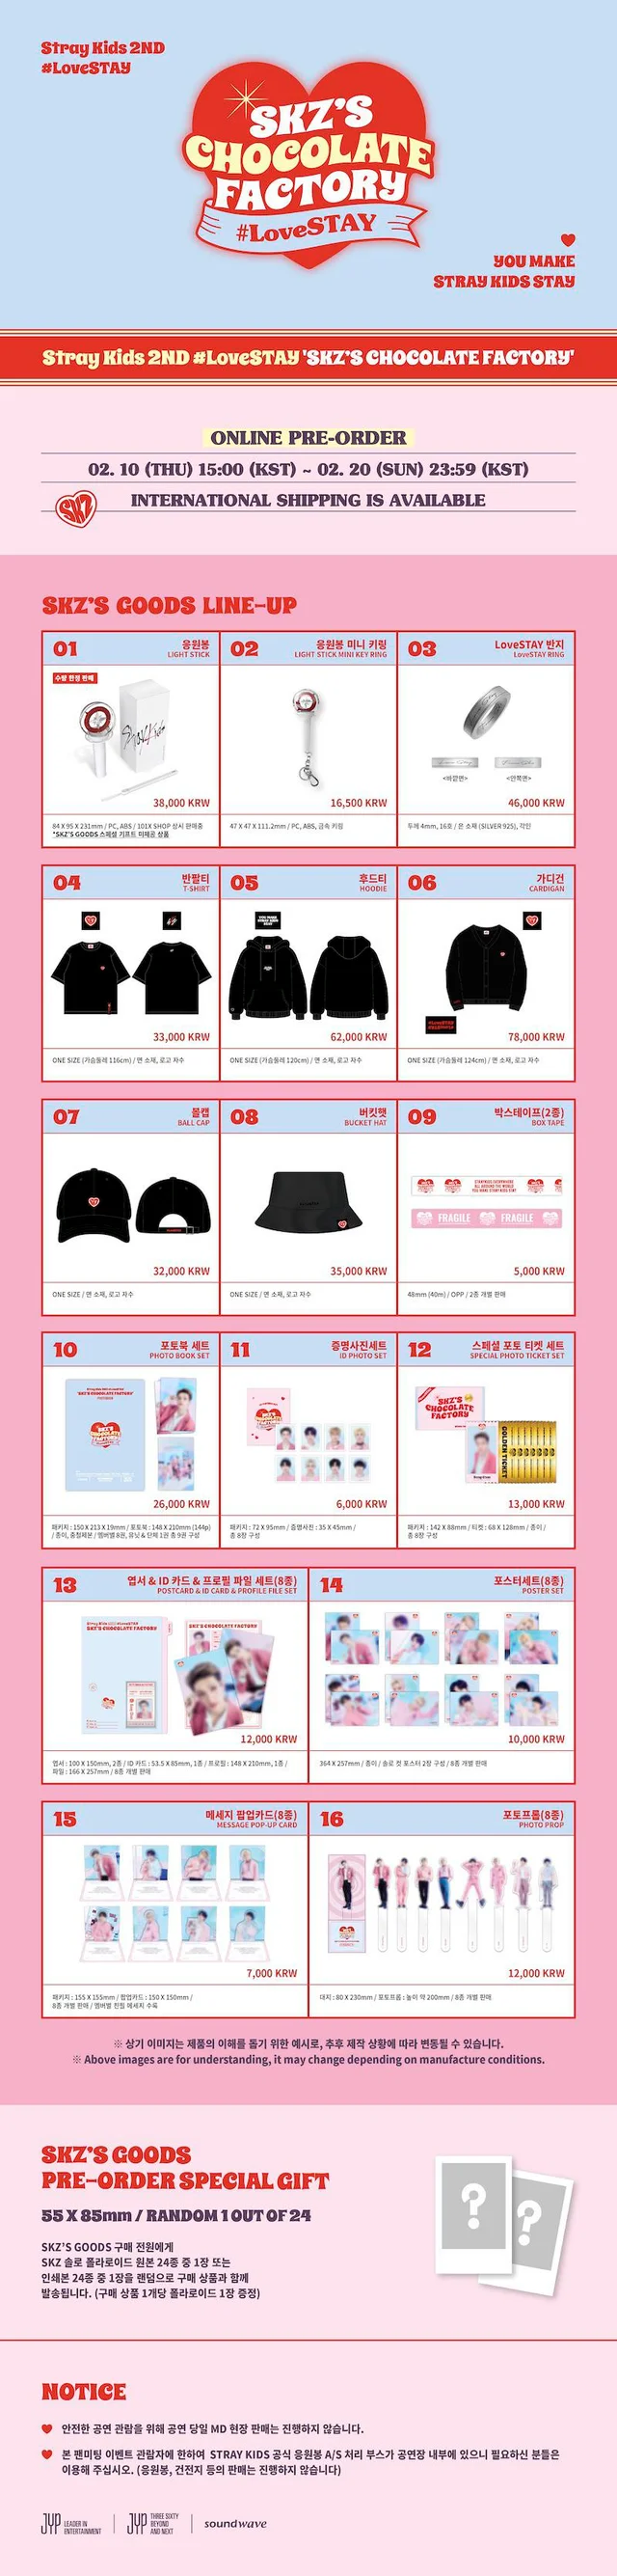 Stray Kids 2ND
#LoveSTAY
SKZ'S
CHOCOLATE
FACTORY
#LoveSTAY
YOU MAKE
STRAY KIDS STAY
Stray Kids 2ND #LoveSTAY 'SKZ'S CHOCOLATE FACTORY'
ONLINE PRE-ORDER
02. 10 (THU) 15:00 (KST) ~ 02. 20 (SUN) 23:59 (KST)
SKZ
INTERNATIONAL SHIPPING IS AVAILABLE
SKZ'S GOODS LINE-UP
01
응원봉
LIGHT STICK
수량 한정 판매
StrayKids
38,000 KRW
84 X 95 X 231mm / PC, ABS / 101X SHOP 상시 판매중
*SKZ'S GOODS 스페셜 기프트 미제공 상품
02
응원봉 미니 키링
LIGHT STICK MINI KEY RING
16,500 KRW
47 X 47 X 111.2mm / PC, ABS, 금속 키링
03
LoveSTAY 반지
LoveSTAY RING
<바깥면>
<안쪽면>
46,000 KRW
두께 4mm, 16호 / 은 소재 (SILVER 925), 각인
04
반팔티
T-SHIRT
33,000 KRW
ONE SIZE (가슴둘레 116cm) / 면 소재, 로고 자수
05
후드티
HOODIE
YOU MAKE
STRAY KIDS
STAY
62,000 KRW
ONE SIZE (가슴둘레 120cm) / 면 소재, 로고 자수
06
가디건
CARDIGAN
78,000 KRW
ONE SIZE (가슴둘레 124cm) / 면 소재, 로고 자수
07
볼캡
BALL CAP
32,000 KRW
ONE SIZE / 면 소재, 로고 자수
08
버킷햇
BUCKET HAT
35,000 KRW
ONE SIZE / 면 소재, 로고 자수
09
박스테이프(2종)
BOX TAPE
STRAYKIDS EVERYWHERE
ALL AROUND THE WORLD
YOU MAKE STRAY KIDS STAY
FRAGILE
FRAGILE
5,000 KRW
48mm (40m) / OPP / 2종 개별 판매
10
포토북 세트
PHOTO BOOK SET
'SKZ'S CHOCOLATE FACTORY'
26,000 KRW
패키지 : 150 X 213 X 19mm / 포토북 : 148 X 210mm (144p)
/ 종이, 중철제본 / 멤버별 8권, 유닛 & 단체 1권 총 9권 구성
11
증명사진세트
ID PHOTO SET
6,000 KRW
패키지 : 72 X 95mm / 증명사진 : 35 X 45mm /
총 8장 구성
12
스페셜 포토 티켓 세트
SPECIAL PHOTO TICKET SET
SKZ'S
CHOCOLATE
FACTORY
GOLDEN TICKET
13,000 KRW
패키지 : 142 X 88mm / 티켓 : 68 X 128mm / 종이 /
총 8장 구성
13
엽서 & ID 카드 & 프로필 파일 세트(8종)
POSTCARD & ID CARD & PROFILE FILE SET
Stray Kids 2ND #LoveSTAY
SKZ'S CHOCOLATE FACTORY
SKZ'S CHOCOLATE FACTORY
12,000 KRW
엽서 : 100 X 150mm, 2종 / ID 카드 : 53.5 X 85mm, 1종 / 프로필 : 148 X 210mm, 1종 /
파일 : 166 X 257mm / 8종 개별 판매
14
포스터세트(8종)
POSTER SET
10,000 KRW
364 X 257mm / 종이 / 솔로 컷 포스터 2장 구성 / 8종 개별 판매
15
메세지 팝업카드(8종)
MESSAGE POP-UP CARD
7,000 KRW
패키지 : 155 X 155mm / 팝업카드 : 150 X 150mm /
8종 개별 판매 / 멤버별 친필 메세지 수록
16
포토프롭(8종)
PHOTO PROP
12,000 KRW
대지 : 80 X 230mm / 포토프롭 : 높이 약 200mm / 8종 개별 판매
※ 상기 이미지는 제품의 이해를 돕기 위한 예시로, 추후 제작 상황에 따라 변동될 수 있습니다.
※ Above images are for understanding, it may change depending on manufacture conditions.
SKZ'S GOODS
PRE-ORDER SPECIAL GIFT
55 X 85mm / RANDOM 1 OUT OF 24
SKZ'S GOODS 구매 전원에게
SKZ 솔로 폴라로이드 원본 24종 중 1장 또는
인쇄본 24종 중 1장을 랜덤으로 구매 상품과 함께
발송됩니다. (구매 상품 1개당 폴라로이드 1장 증정)
?
?
NOTICE
안전한 공연 관람을 위해 공연 당일 MD 현장 판매는 진행하지 않습니다.
본 팬미팅 이벤트 관람자에 한하여 STRAY KIDS 공식 응원봉 A/S 처리 부스가 공연장 내부에 있으니 필요하신 분들은
이용해 주십시오. (응원봉, 건전지 등의 판매는 진행하지 않습니다)
JYP LEADER IN ENTERTAINMENT
JYP THREE SIXTY BEYOND AND NEXT
soundwave